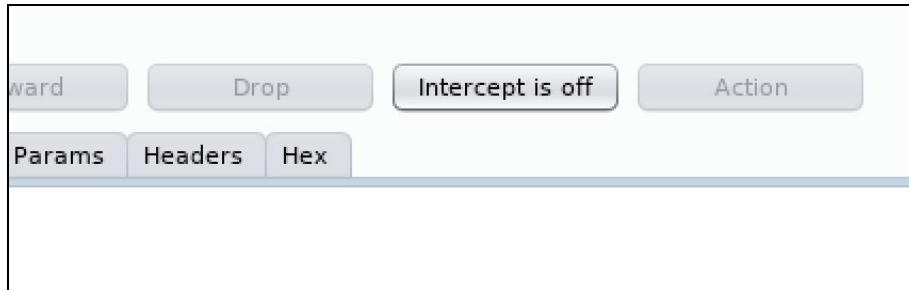 ward Drop Intercept is off Action
Params Headers Hex